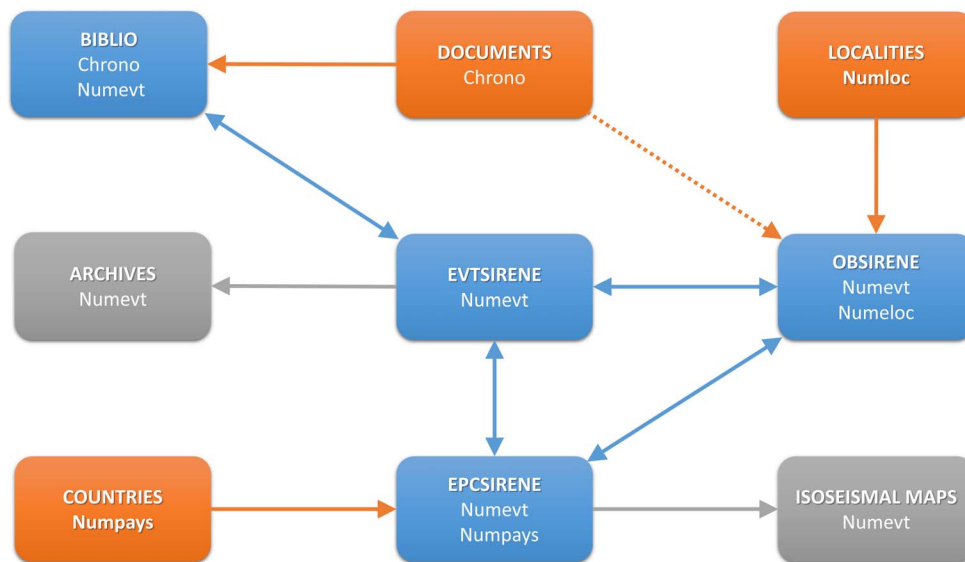 BIBLIO
Chrono
Numevt
DOCUMENTS
Chrono
LOCALITIES
Numloc
ARCHIVES
Numevt
EVTSIRENE
Numevt
OBSIRENE
Numevt
Numeloc
COUNTRIES
Numpays
EPCSIRENE
Numevt
Numpays
ISOSEISMAL MAPS
Numevt